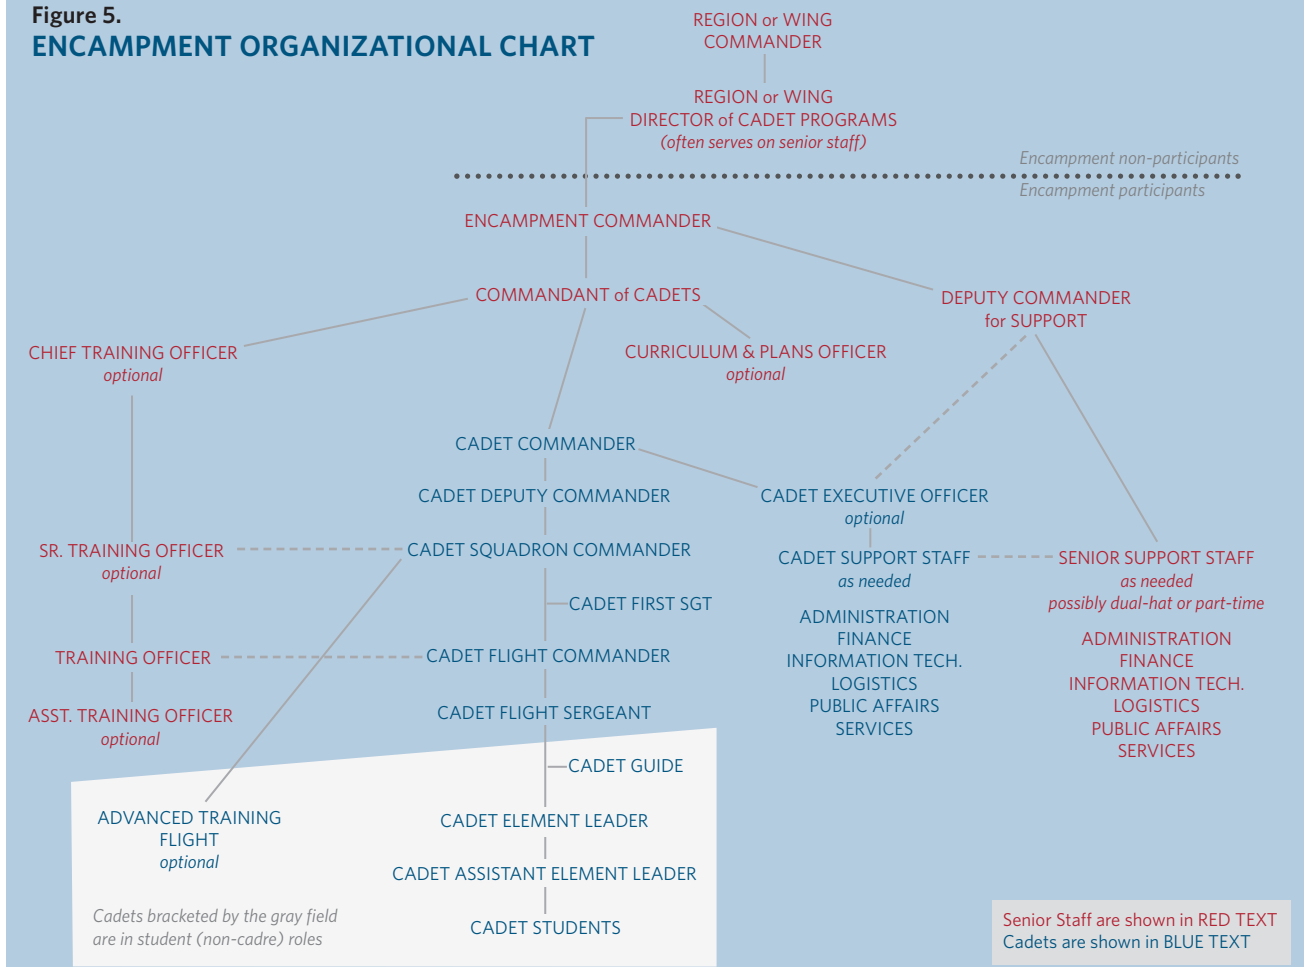 Figure 5.
ENCAMPMENT ORGANIZATIONAL CHART
REGION or WING
COMMANDER
REGION or WING
DIRECTOR of CADET PROGRAMS
(often serves on senior staff)
Encampment non-participants
Encampment participants
ENCAMPMENT COMMANDER
COMMANDANT of CADETS
DEPUTY COMMANDER
for SUPPORT
CHIEF TRAINING OFFICER
optional
CURRICULUM & PLANS OFFICER
optional
CADET COMMANDER
CADET DEPUTY COMMANDER
CADET EXECUTIVE OFFICER
optional
SR. TRAINING OFFICER
optional
CADET SQUADRON COMMANDER
CADET SUPPORT STAFF
as needed
SENIOR SUPPORT STAFF
as needed
possibly dual-hat or part-time
CADET FIRST SGT
ADMINISTRATION
FINANCE
INFORMATION TECH.
LOGISTICS
PUBLIC AFFAIRS
SERVICES
ADMINISTRATION
FINANCE
INFORMATION TECH.
LOGISTICS
PUBLIC AFFAIRS
SERVICES
TRAINING OFFICER
CADET FLIGHT COMMANDER
ASST. TRAINING OFFICER
optional
CADET FLIGHT SERGEANT
CADET GUIDE
ADVANCED TRAINING
FLIGHT
optional
CADET ELEMENT LEADER
CADET ASSISTANT ELEMENT LEADER
CADET STUDENTS
Cadets bracketed by the gray field
are in student (non-cadre) roles
Senior Staff are shown in RED TEXT
Cadets are shown in BLUE TEXT